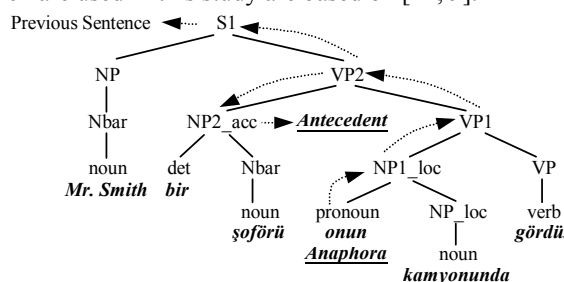 Previous Sentence S1
NP VP2
Nbar NP2_acc Antecedent VP1
noun det Nbar NP1_loc VP
Mr. Smith bir
noun pronoun NP_loc verb
şoförü onun gördü
Anaphora noun
kamyonunda